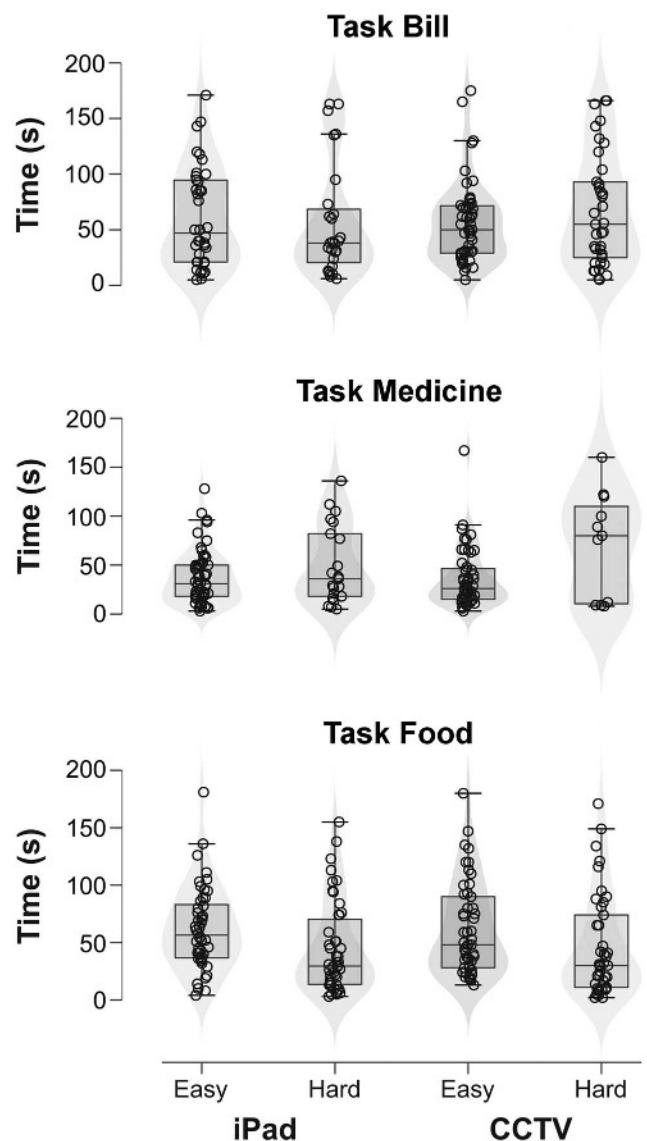 Task Bill
Time (s)
200
150
100
50
0
Task Medicine
Time (s)
200
150
100
50
0
Task Food
Time (s)
200
150
100
50
0
Easy Hard Easy Hard
iPad CCTV